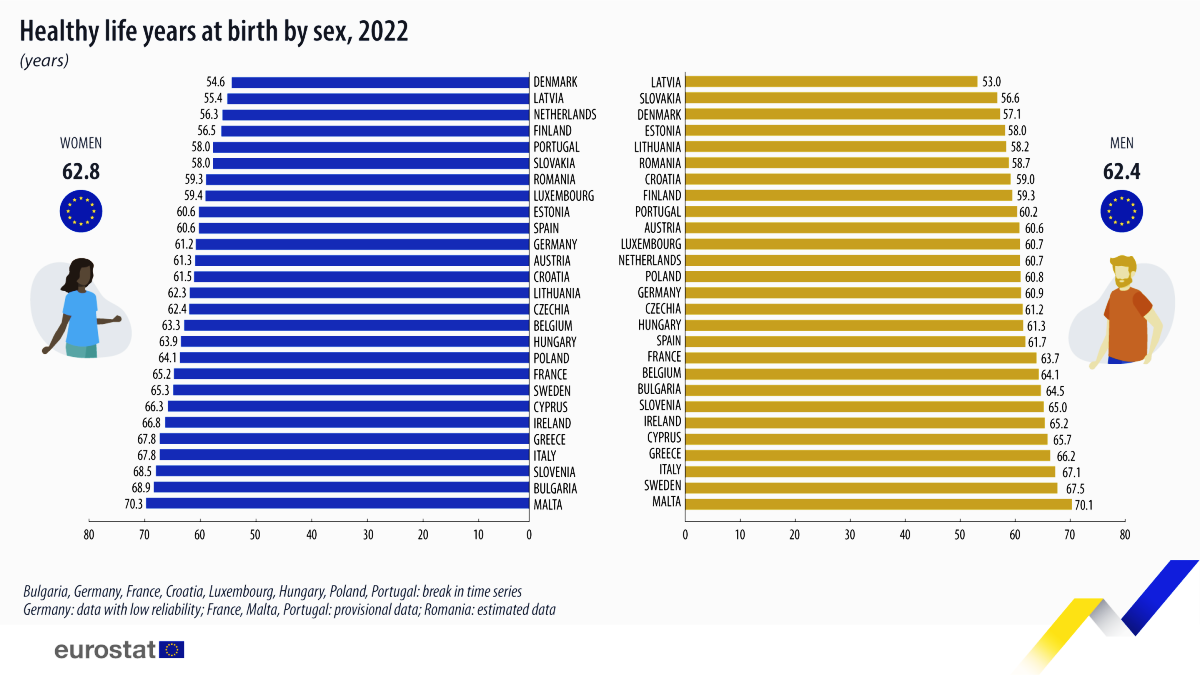 Healthy life years at birth by sex, 2022
(years)
WOMEN
62.8
54.6 DENMARK
55.4 LATVIA
56.3 NETHERLANDS
56.5 FINLAND
58.0 PORTUGAL
58.0 SLOVAKIA
59.3 ROMANIA
59.4 LUXEMBOURG
60.6 ESTONIA
60.6 SPAIN
61.2 GERMANY
61.3 AUSTRIA
61.5 CROATIA
62.3 LITHUANIA
62.4 CZECHIA
63.3 BELGIUM
63.9 HUNGARY
64.1 POLAND
65.2 FRANCE
65.3 SWEDEN
66.3 CYPRUS
66.8 IRELAND
67.8 GREECE
67.8 ITALY
68.5 SLOVENIA
68.9 BULGARIA
70.3 MALTA
80 70 60 50 40 30 20 10 0
LATVIA 53.0
SLOVAKIA 56.6
DENMARK 57.1
ESTONIA 58.0
LITHUANIA 58.2
ROMANIA 58.7
CROATIA 59.0
FINLAND 59.3
PORTUGAL 60.2
AUSTRIA 60.6
LUXEMBOURG 60.7
NETHERLANDS 60.7
POLAND 60.8
GERMANY 60.9
CZECHIA 61.2
HUNGARY 61.3
SPAIN 61.7
FRANCE 63.7
BELGIUM 64.1
BULGARIA 64.5
SLOVENIA 65.0
IRELAND 65.2
CYPRUS 65.7
GREECE 66.2
ITALY 67.1
SWEDEN 67.5
MALTA 70.1
0 10 20 30 40 50 60 70 80
MEN
62.4
Bulgaria, Germany, France, Croatia, Luxembourg, Hungary, Poland, Portugal: break in time series
Germany: data with low reliability; France, Malta, Portugal: provisional data; Romania: estimated data
eurostat